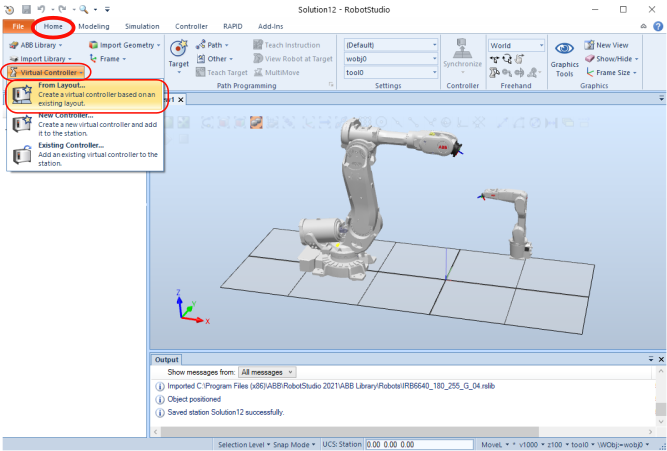 Solution12 - RobotStudio
File Home Modeling Simulation Controller RAPID Add-Ins
ABB Library Import Geometry Path Teach Instruction (Default) World New View
Import Library Frame Target Other View Robot at Target wobj0 Synchronize Graphics Tools Show/Hide
Virtual Controller Teach Target MultiMove tool0 Frame Size
Path Programming Settings Controller Freehand Graphics
From Layout...
Create a virtual controller based on an
existing layout.
New Controller...
Create a new virtual controller and add
it to the station.
Existing Controller...
Add an existing virtual controller to the
station.
ABB
Z
Y
X
Output
Show messages from: All messages
Imported C:\Program Files (x86)\ABB\RobotStudio 2021\ABB Library\Robots\IRB6640_180_255_G_04.rslib
Object positioned
Saved station Solution12 successfully.
Selection Level Snap Mode UCS: Station 0.00 0.00 0.00 MoveL * v1000 z100 tool0 \WObj:=wobj0